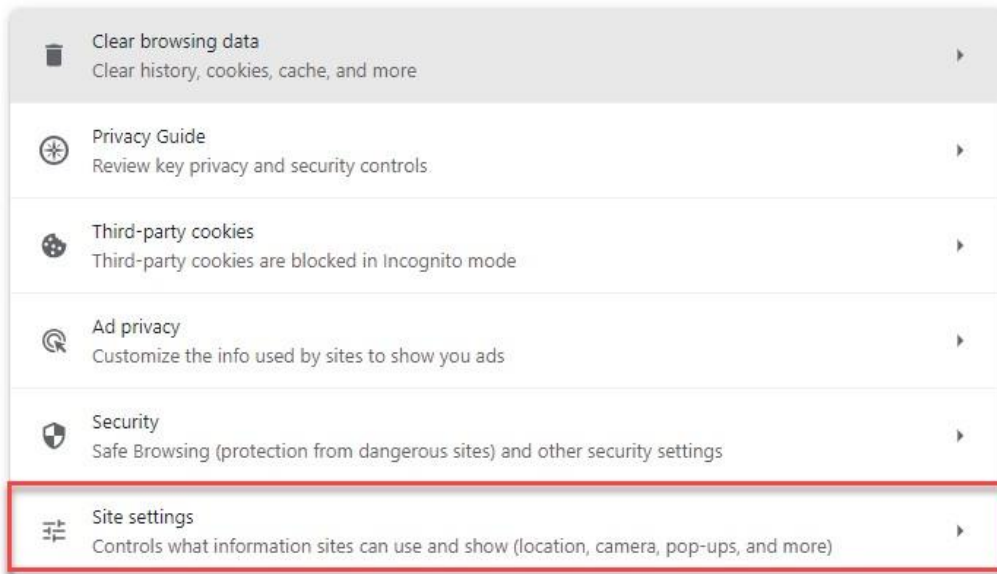 Clear browsing data
Clear history, cookies, cache, and more
Privacy Guide
Review key privacy and security controls
Third-party cookies
Third-party cookies are blocked in Incognito mode
Ad privacy
Customize the info used by sites to show you ads
Security
Safe Browsing (protection from dangerous sites) and other security settings
Site settings
Controls what information sites can use and show (location, camera, pop-ups, and more)